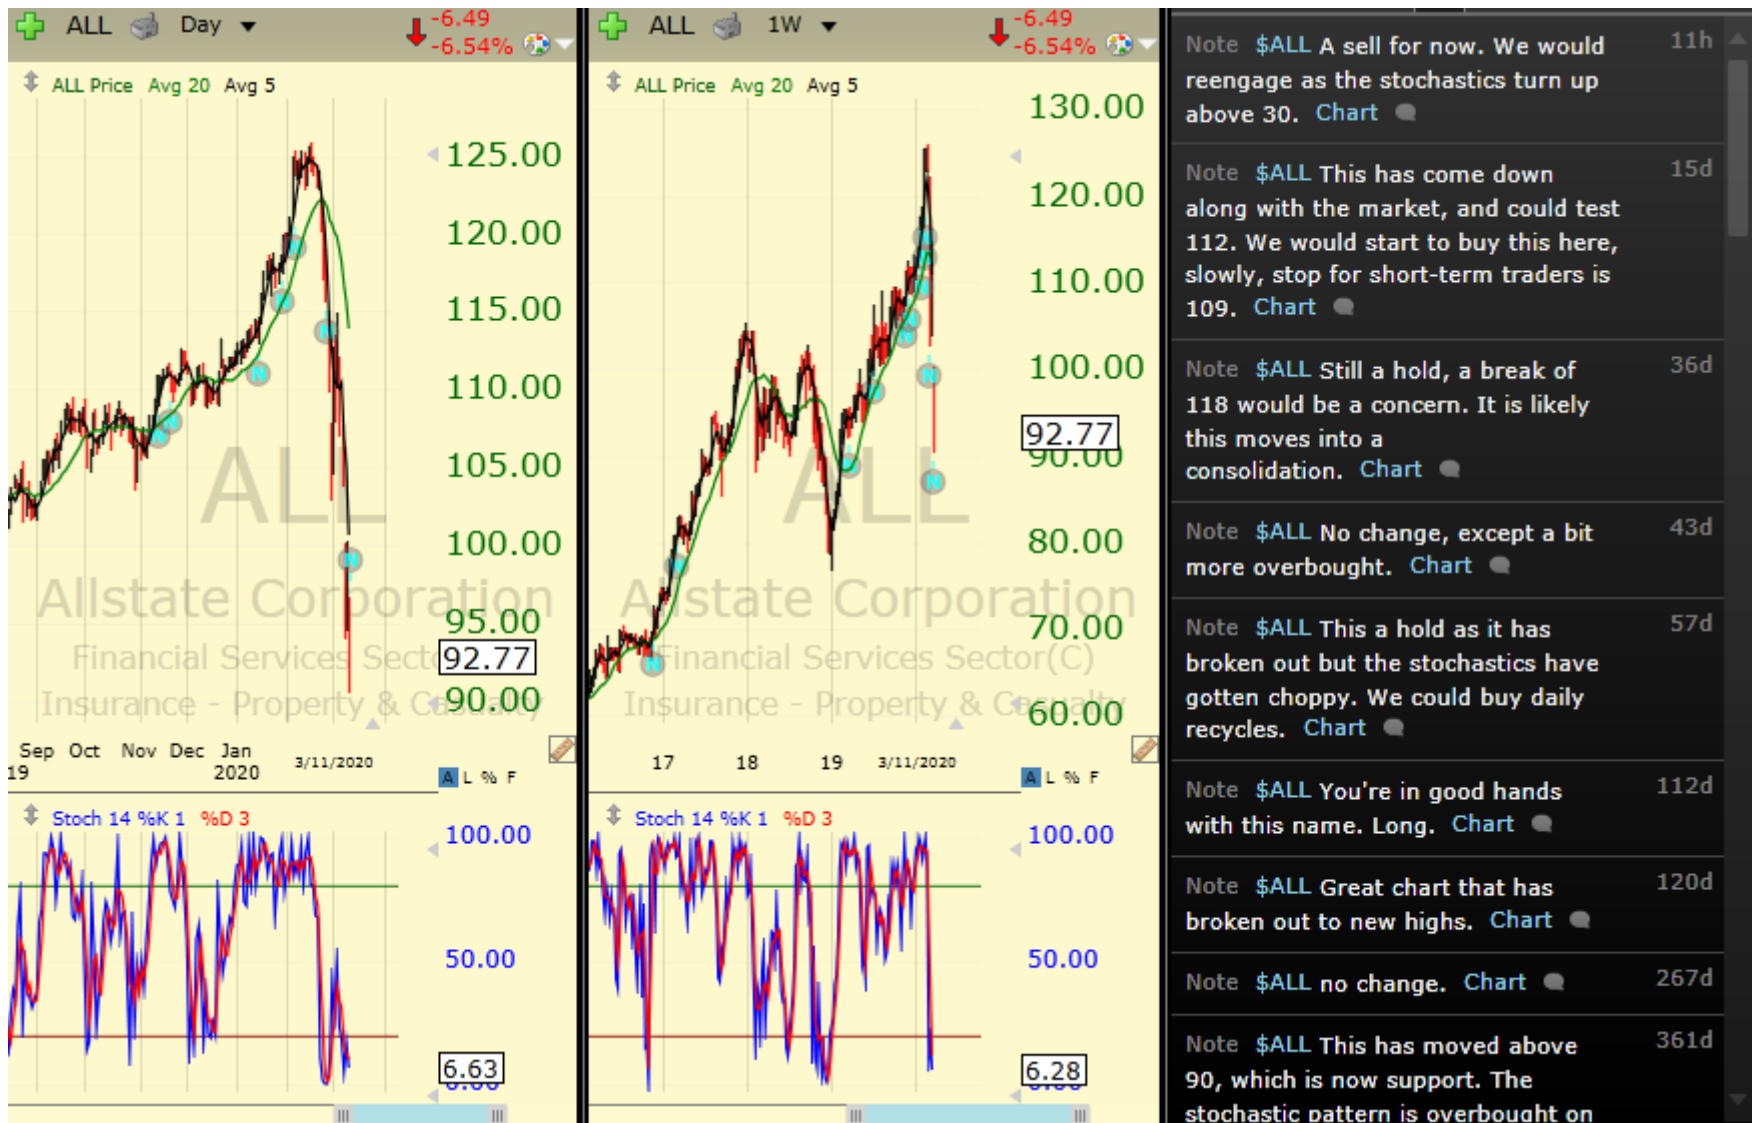 ALL Day -6.49
-6.54%
ALL Price Avg 20 Avg 5
125.00
120.00
115.00
110.00
105.00
100.00
95.00
92.77
90.00
ALL
Allstate Corporation
Financial Services Sect
Insurance - Property & Casualty
Sep Oct Nov Dec Jan
19 2020 3/11/2020
A L % F
Stoch 14 %K 1 %D 3
100.00
50.00
6.63
ALL 1W -6.49
-6.54%
ALL Price Avg 20 Avg 5
130.00
120.00
110.00
100.00
92.77
90.00
80.00
70.00
60.00
ALL
Allstate Corporation
Financial Services Sector(C)
Insurance - Property & Casualty
17 18 19 3/11/2020
A L % F
Stoch 14 %K 1 %D 3
100.00
50.00
6.28
Note $ALL A sell for now. We would 11h
reengage as the stochastics turn up
above 30. Chart
Note $ALL This has come down 15d
along with the market, and could test
112. We would start to buy this here,
slowly, stop for short-term traders is
109. Chart
Note $ALL Still a hold, a break of 36d
118 would be a concern. It is likely
this moves into a
consolidation. Chart
Note $ALL No change, except a bit 43d
more overbought. Chart
Note $ALL This a hold as it has 57d
broken out but the stochastics have
gotten choppy. We could buy daily
recycles. Chart
Note $ALL You're in good hands 112d
with this name. Long. Chart
Note $ALL Great chart that has 120d
broken out to new highs. Chart
Note $ALL no change. Chart 267d
Note $ALL This has moved above 361d
90, which is now support. The
stochastic pattern is overbought on